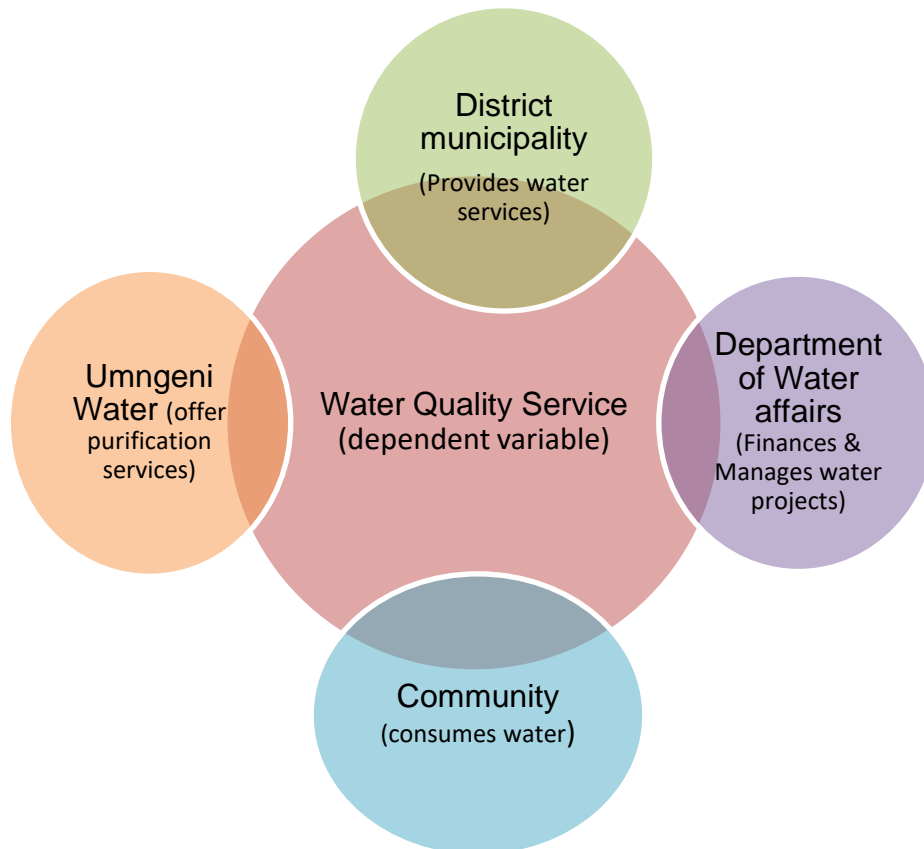 District
municipality
(Provides water
services)
Umngeni
Water (offer
purification
services)
Water Quality Service
(dependent variable)
Department
of Water
affairs
(Finances &
Manages water
projects)
Community
(consumes water)